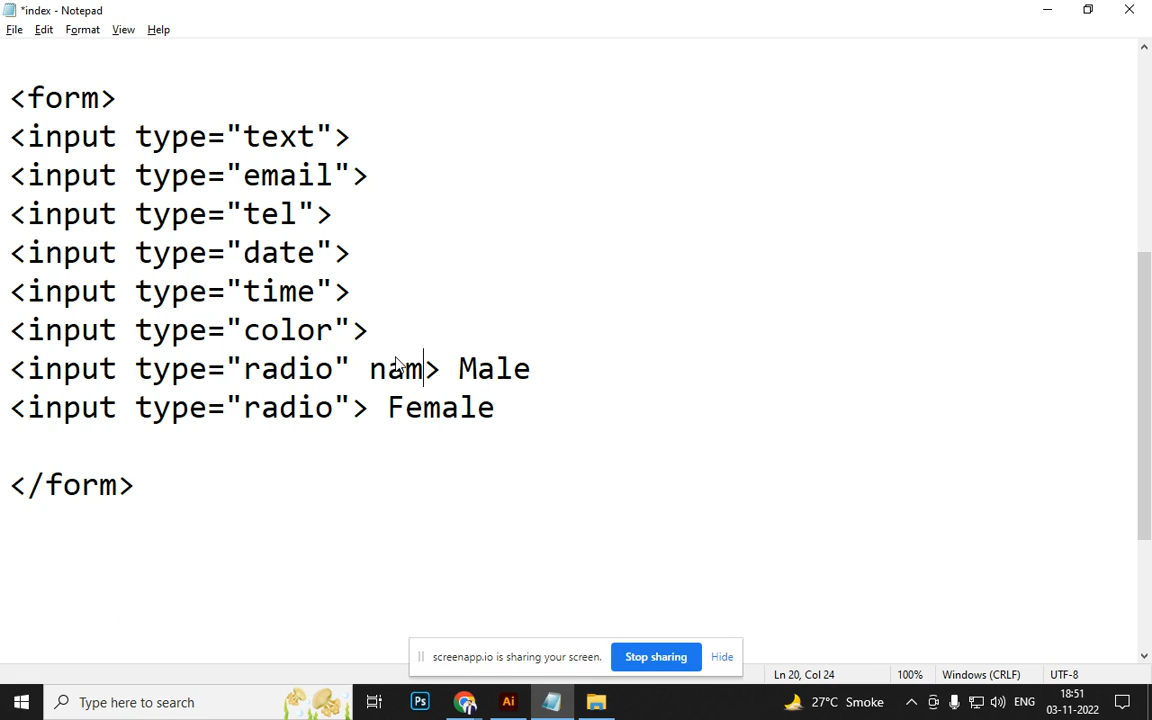 *index - Notepad
File Edit Format View Help
<form>
<input type="text">
<input type="email">
<input type="tel">
<input type="date">
<input type="time">
<input type="color">
<input type="radio" nam> Male
<input type="radio"> Female
</form>
screenapp.io is sharing your screen. Stop sharing Hide
Ln 20, Col 24 100% Windows (CRLF) UTF-8
Type here to search Ps Ai 27°C Smoke ENG 18:51
03-11-2022